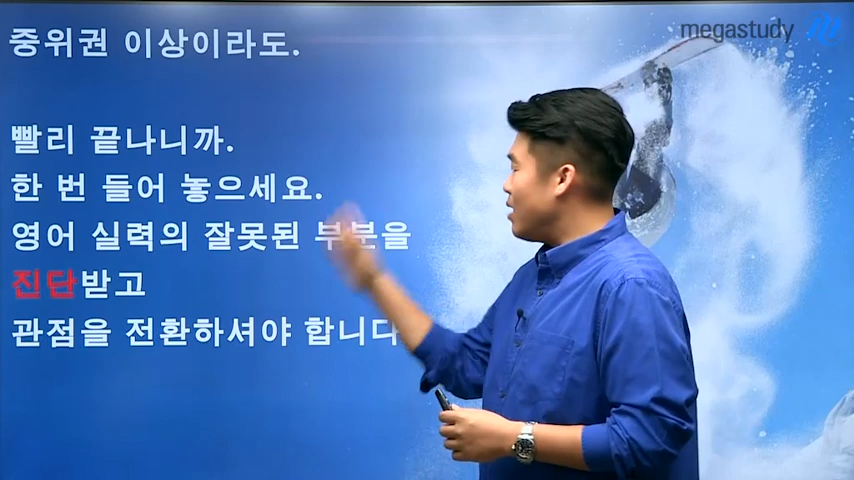 중위권 이상이라도.
megastudy
빨리 끝나니까.
한 번 들어 놓으세요.
영어 실력의 잘못된 부분을
진단받고
관점을 전환하셔야 합니다